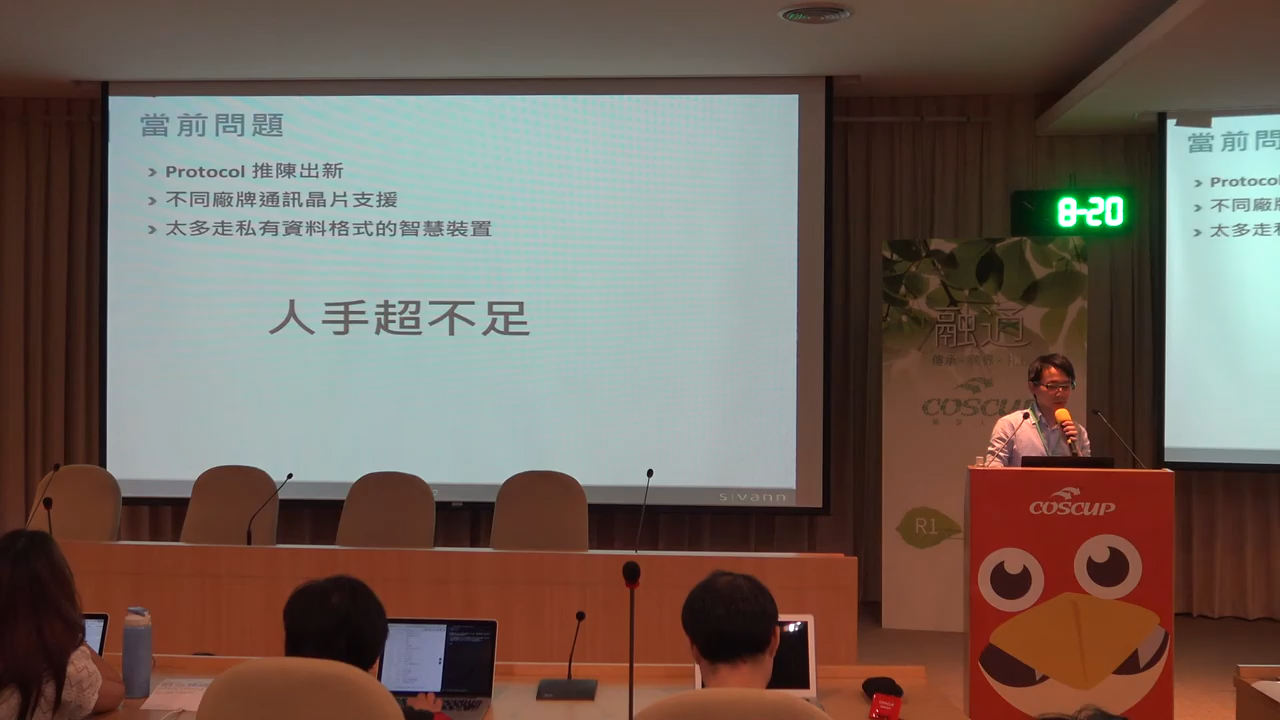 當前問題
Protocol 推陳出新
不同廠牌通訊晶片支援
太多走私有資料格式的智慧裝置
人手超不足
sivann
當前問
Protocol
不同廠
太多走
8-20
融通
COSCUP
R1
COSCUP